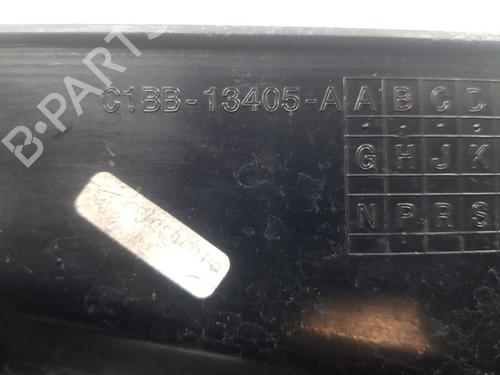 B-PARTS
C1BB-13405-A A B C D
G H J K
N P R S